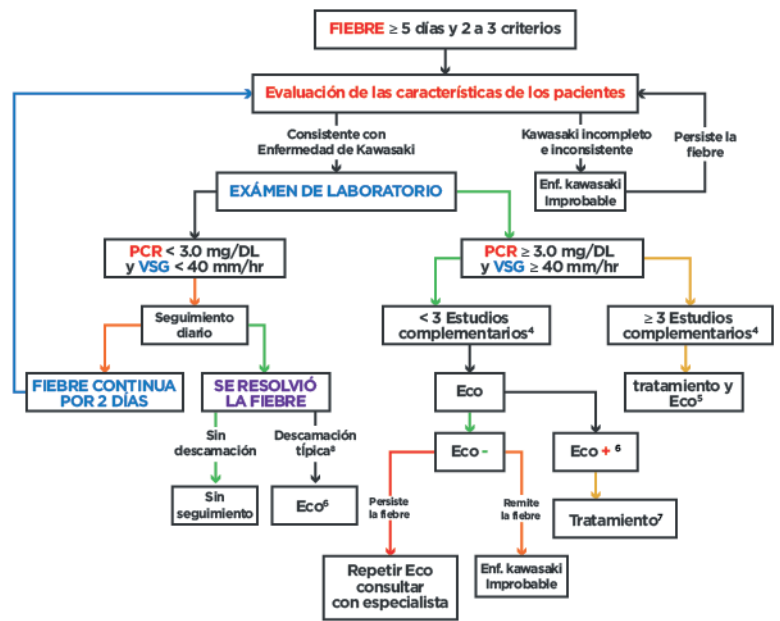 FIEBRE ≥ 5 días y 2 a 3 criterios
Evaluación de las características de los pacientes
Consistente con
Enfermedad de Kawasaki
Kawasaki incompleto
e inconsistente
Persiste la
fiebre
EXÁMEN DE LABORATORIO
Enf. kawasaki
Improbable
PCR < 3.0 mg/DL
y VSG < 40 mm/hr
PCR ≥ 3.0 mg/DL
y VSG ≥ 40 mm/hr
Seguimiento
diario
< 3 Estudios
complementarios⁴
≥ 3 Estudios
complementarios⁴
FIEBRE CONTINUA
POR 2 DÍAS
SE RESOLVIÓ
LA FIEBRE
Eco
tratamiento y
Eco⁵
Sin
descamación
Descamación
típica⁸
Eco -
Eco + ⁶
Sin
seguimiento
Eco⁶
Persiste
la fiebre
Remite
la fiebre
Tratamiento⁷
Repetir Eco
consultar
con especialista
Enf. kawasaki
Improbable